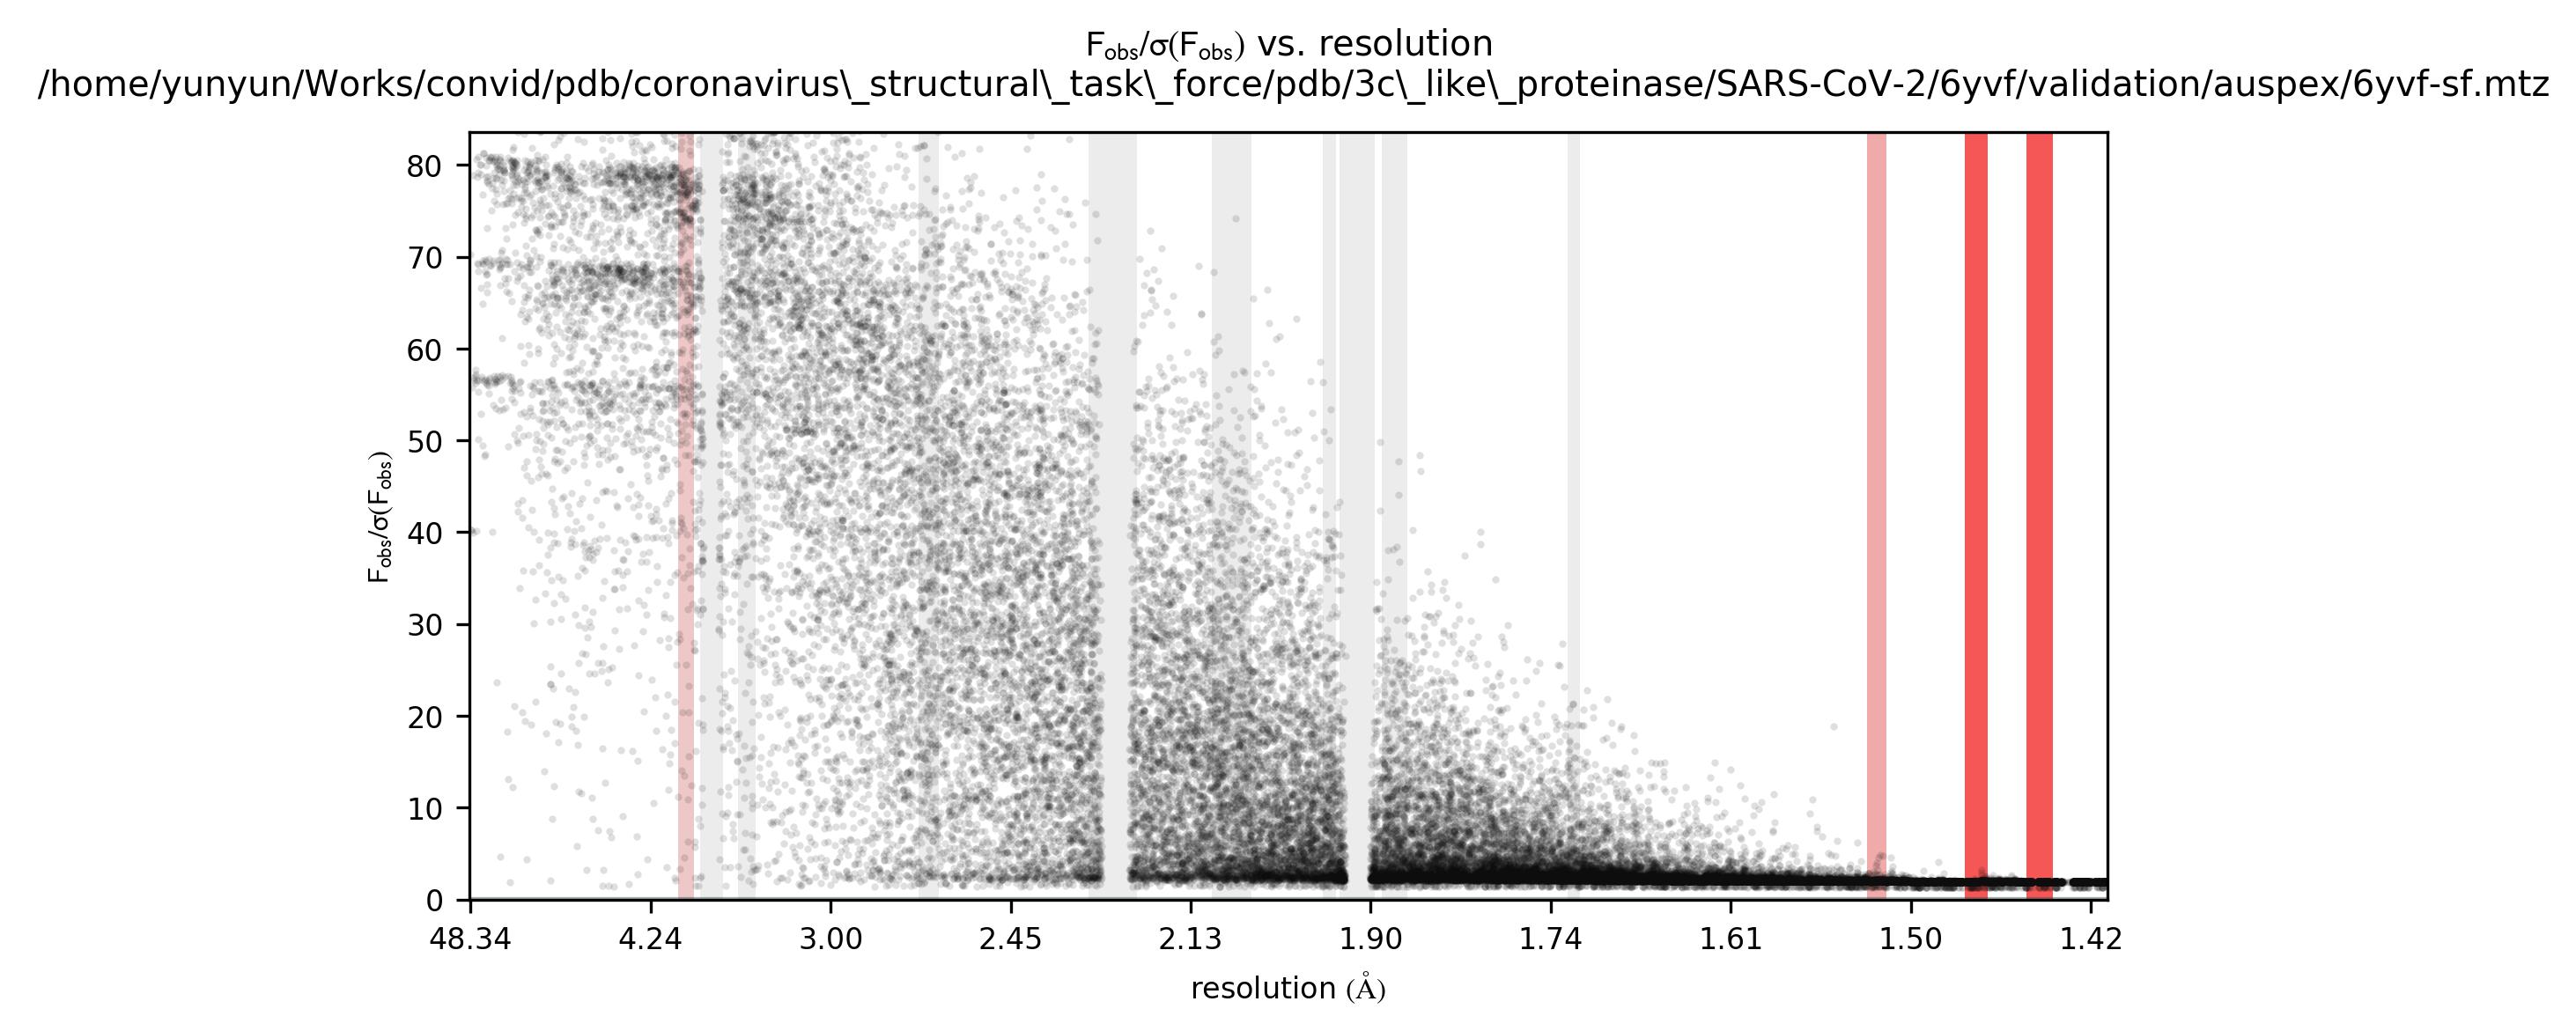 Fobs/σ(Fobs) vs. resolution
/home/yunyun/Works/convid/pdb/coronavirus\_structural\_task\_force/pdb/3c\_like\_proteinase/SARS-CoV-2/6yvf/validation/auspex/6yvf-sf.mtz
Fobs/σ(Fobs)
80
70
60
50
40
30
20
10
0
48.34 4.24 3.00 2.45 2.13 1.90 1.74 1.61 1.50 1.42
resolution (Å)